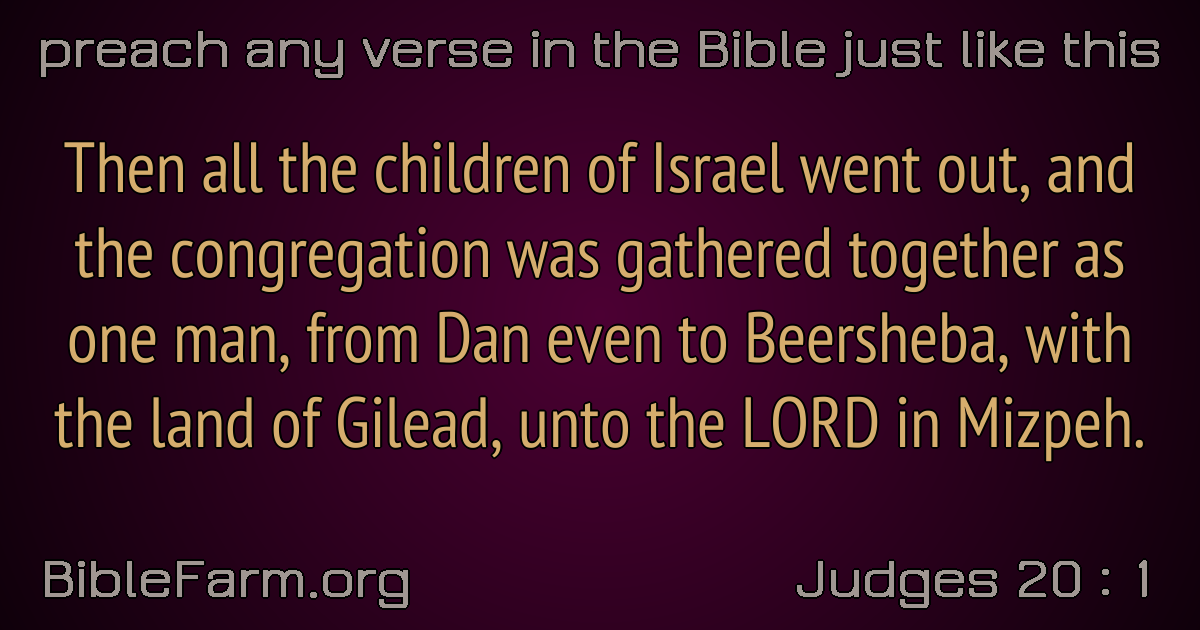 preach any verse in the Bible just like this
Then all the children of Israel went out, and
the congregation was gathered together as
one man, from Dan even to Beersheba, with
the land of Gilead, unto the LORD in Mizpeh.
BibleFarm.org
Judges 20 : 1